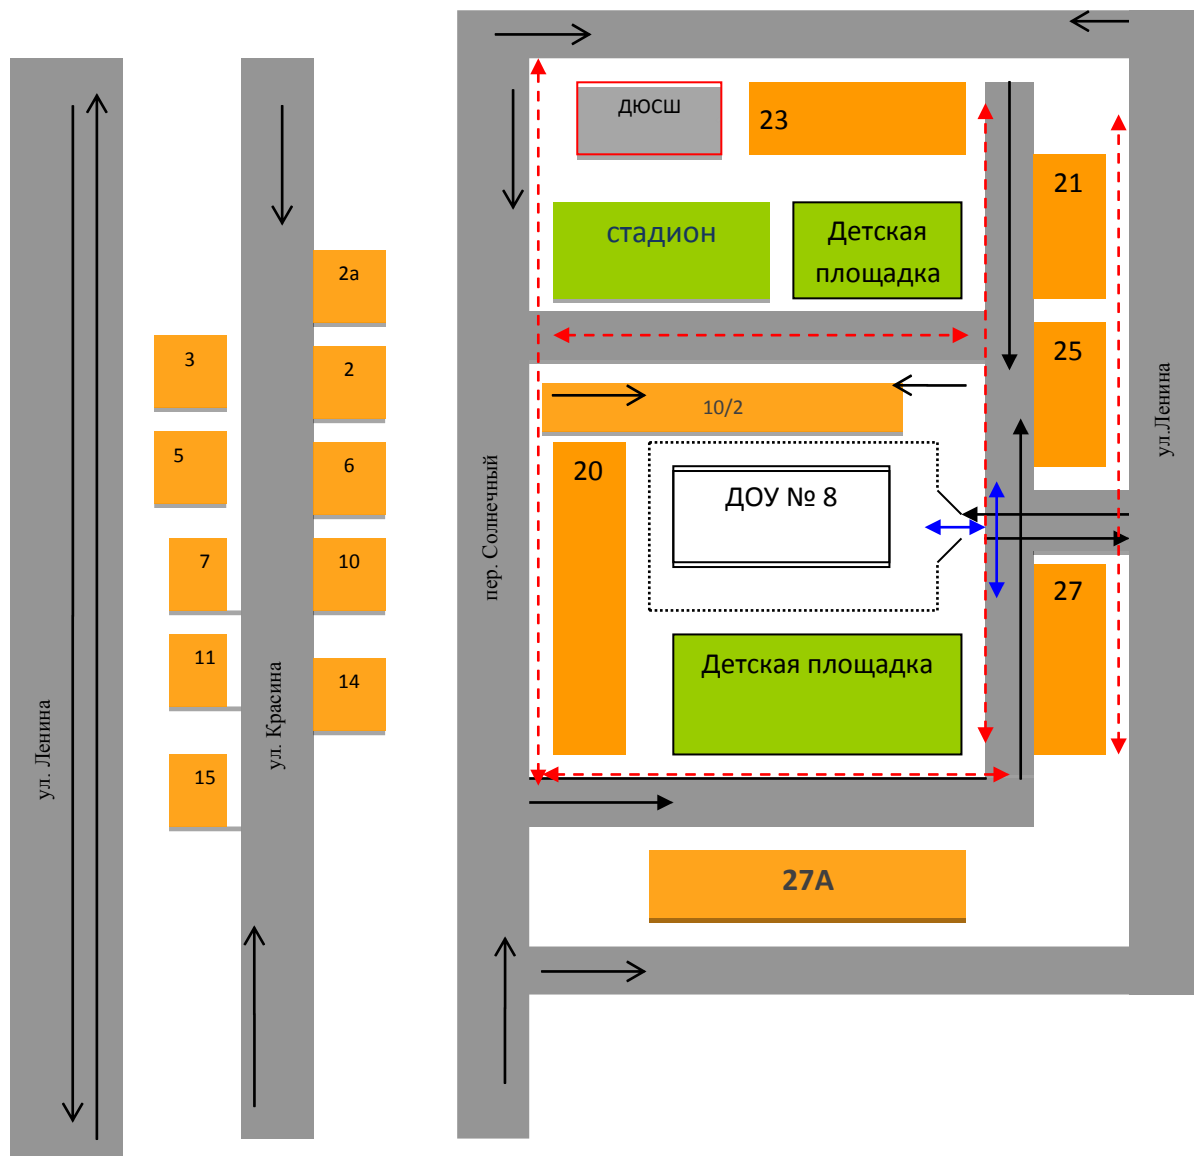 ДЮСШ
23
21
стадион
Детская
площадка
2а
3
2
25
10/2
5
6
20
ДОУ № 8
ул.Ленина
пер. Солнечный
7
10
27
11
14
Детская площадка
ул. Ленина
ул. Красина
15
27А